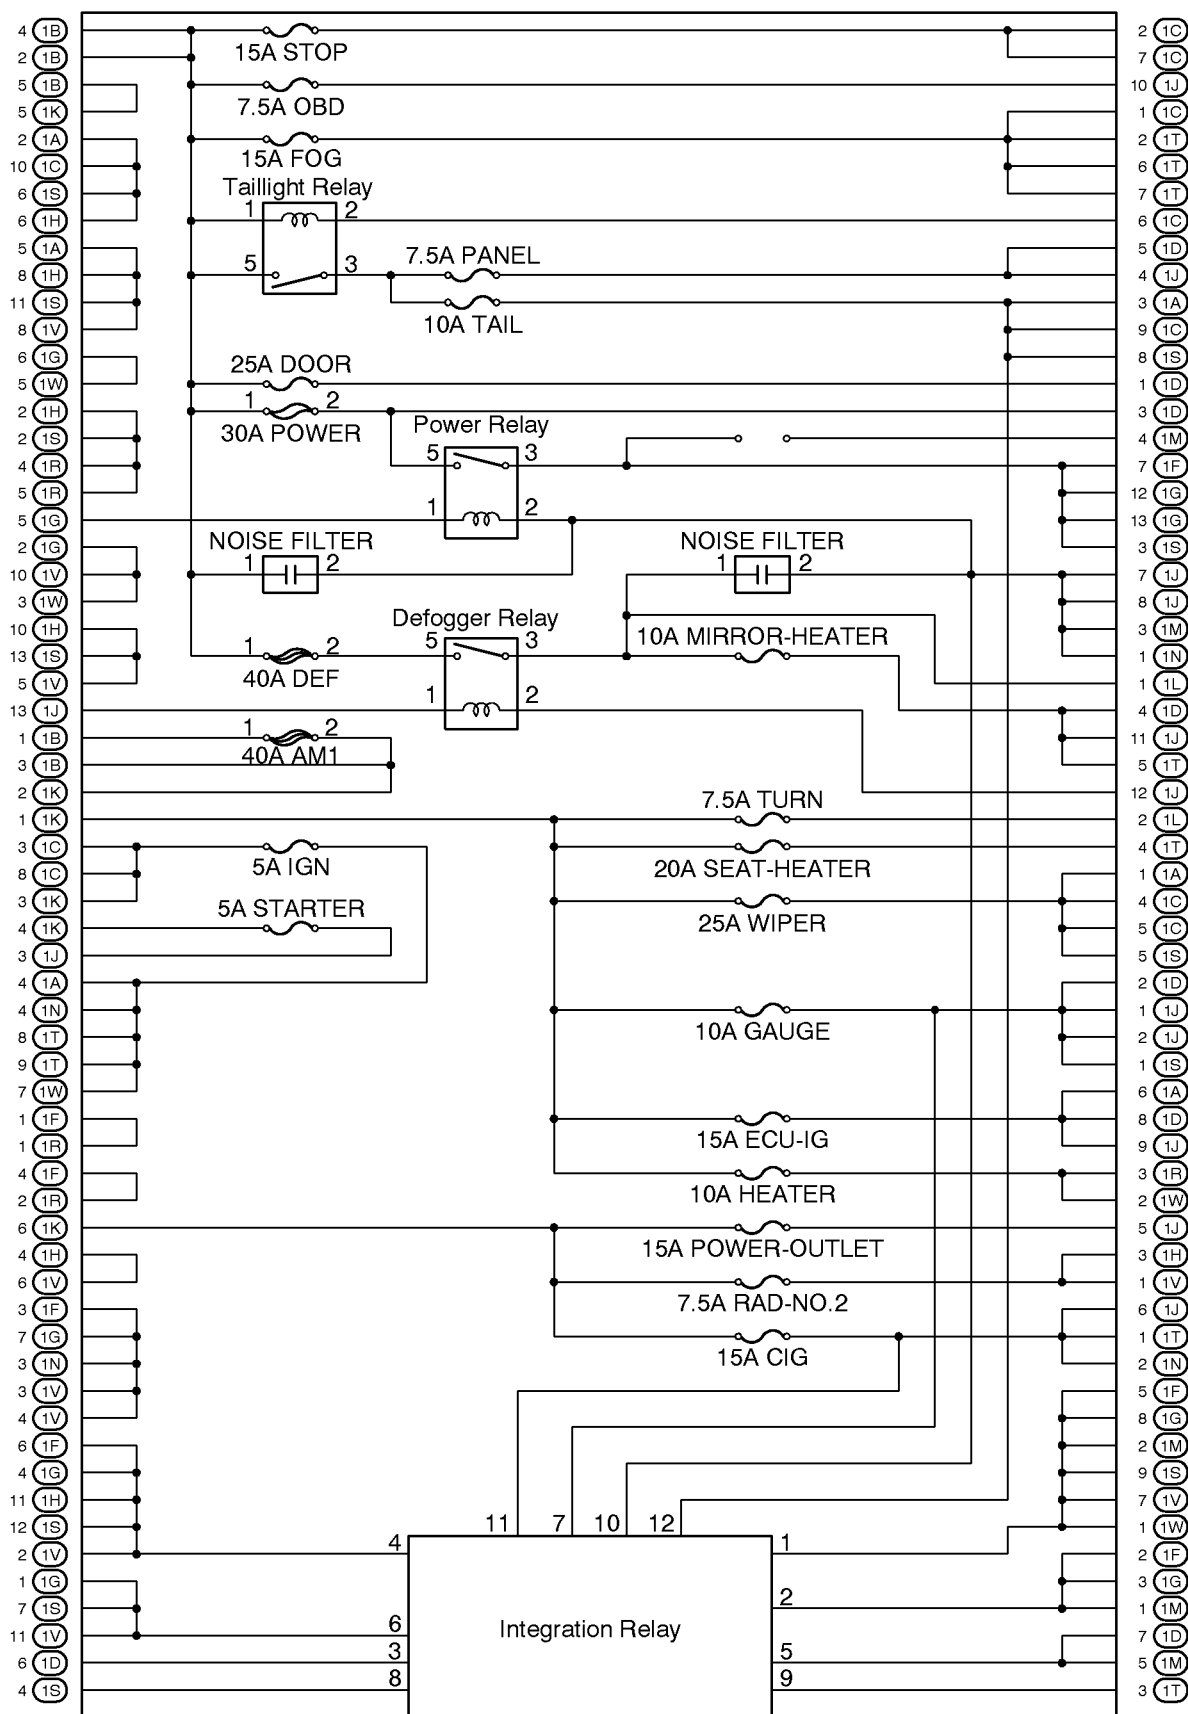 4 1B 15A STOP 2 1C
2 1B 7 1C
5 1B 7.5A OBD 10 1J
5 1K 1 1C
2 1A 15A FOG 2 1T
10 1C 6 1T
6 1S Taillight Relay 7 1T
6 1H 1 2 6 1C
5 1A 7.5A PANEL 5 1D
8 1H 5 3 4 1J
11 1S 10A TAIL 3 1A
8 1V 9 1C
6 1G 25A DOOR 8 1S
5 1W 1 1D
2 1H 1 2 30A POWER Power Relay 3 1D
2 1S 4 1M
4 1R 5 3 7 1F
5 1R 12 1G
5 1G 1 2 13 1G
2 1G NOISE FILTER NOISE FILTER 3 1S
10 1V 1 2 1 2 7 1J
3 1W 8 1J
10 1H Defogger Relay 10A MIRROR-HEATER 3 1M
13 1S 1 2 40A DEF 5 3 1 1N
5 1V 1 1L
13 1J 1 2 4 1D
1 1B 1 2 40A AM1 11 1J
3 1B 5 1T
2 1K 12 1J
1 1K 7.5A TURN 2 1L
3 1C 5A IGN 20A SEAT-HEATER 4 1T
8 1C 1 1A
3 1K 25A WIPER 4 1C
4 1K 5A STARTER 5 1C
3 1J 5 1S
4 1A 2 1D
4 1N 10A GAUGE 1 1J
8 1T 2 1J
9 1T 1 1S
7 1W 6 1A
1 1F 15A ECU-IG 8 1D
1 1R 9 1J
4 1F 10A HEATER 3 1R
2 1R 2 1W
6 1K 15A POWER-OUTLET 5 1J
4 1H 3 1H
6 1V 7.5A RAD-NO.2 1 1V
3 1F 6 1J
7 1G 15A CIG 1 1T
3 1N 2 1N
3 1V 5 1F
4 1V 8 1G
6 1F 2 1M
4 1G 9 1S
11 1H 7 1V
12 1S 11 7 10 12 1 1W
2 1V 4 1 2 1F
1 1G 3 1G
7 1S 2 1 1M
11 1V 6 Integration Relay 7 1D
6 1D 3 5 5 1M
4 1S 8 9 3 1T